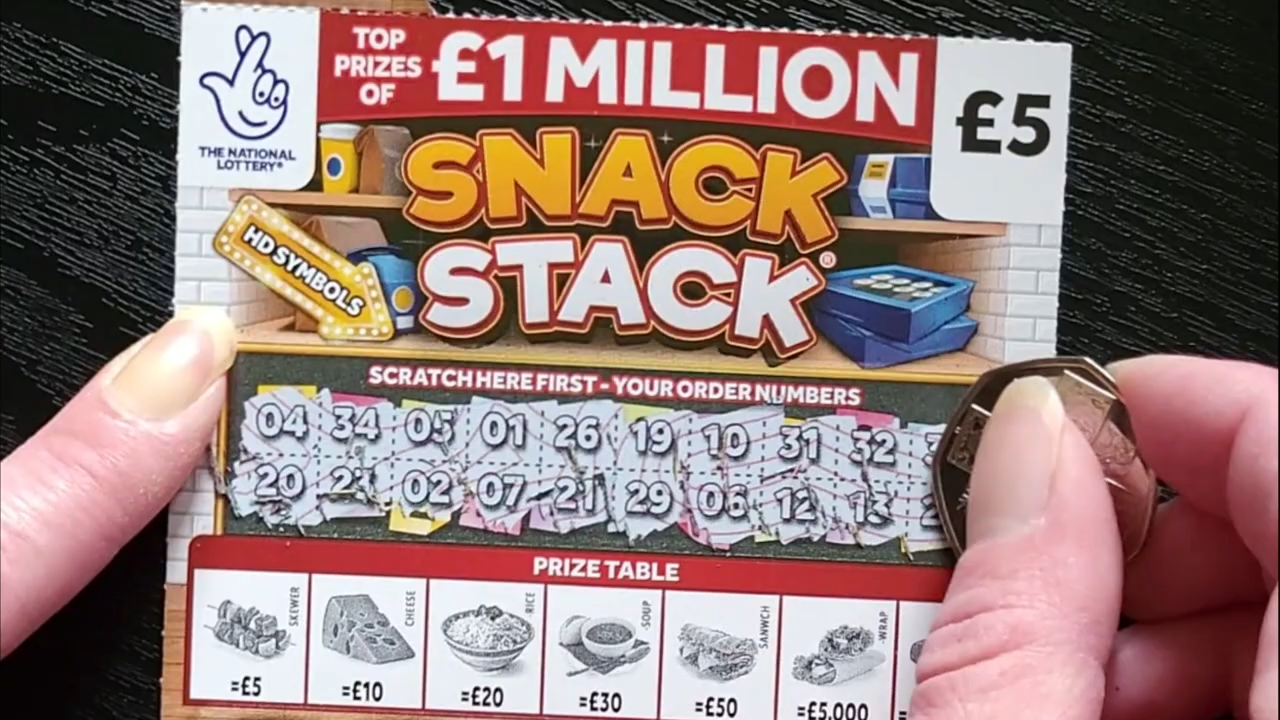 TOP PRIZES OF £1 MILLION
£5
THE NATIONAL
LOTTERY®
SNACK
STACK®
HD SYMBOLS
SCRATCH HERE FIRST - YOUR ORDER NUMBERS
04 34 05 01 26 19 10 31 32
20 23 02 07 21 29 06 12 13
PRIZE TABLE
SKEWER CHEESE RICE SOUP SANWCH WRAP
=£5 =£10 =£20 =£30 =£50 =£5,000